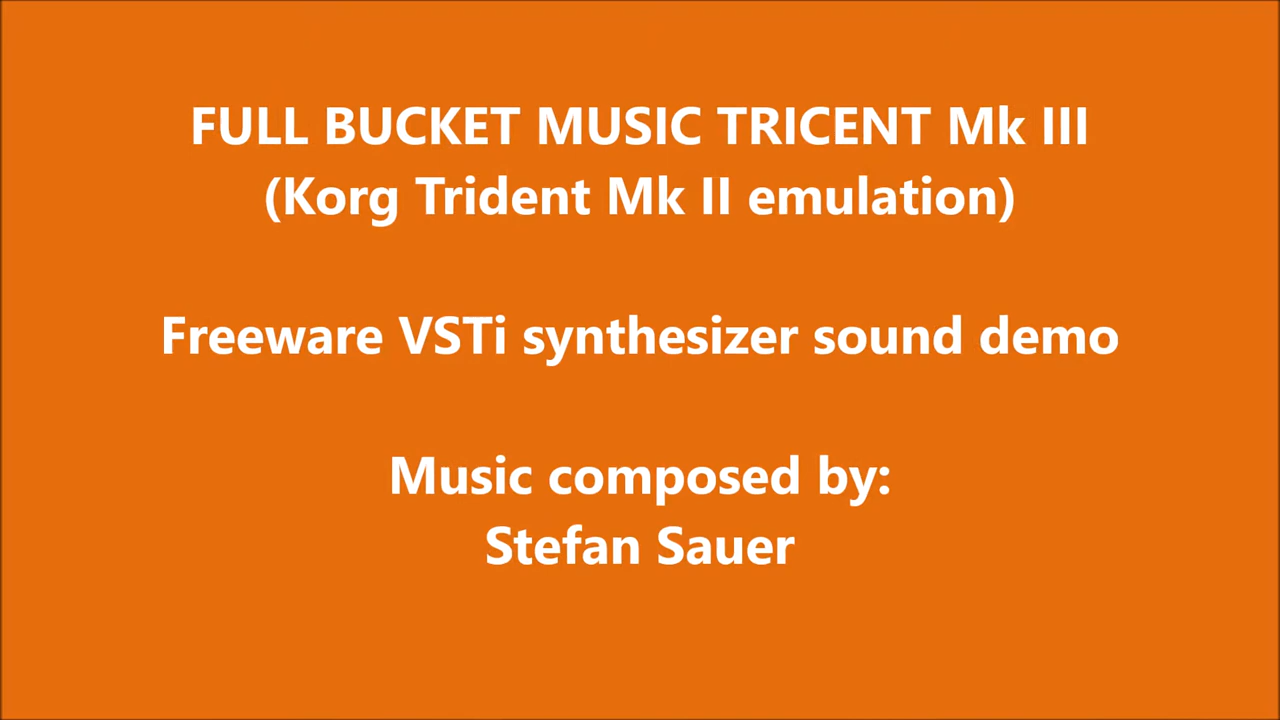 FULL BUCKET MUSIC TRICENT Mk III
(Korg Trident Mk II emulation)
Freeware VSTi synthesizer sound demo
Music composed by:
Stefan Sauer